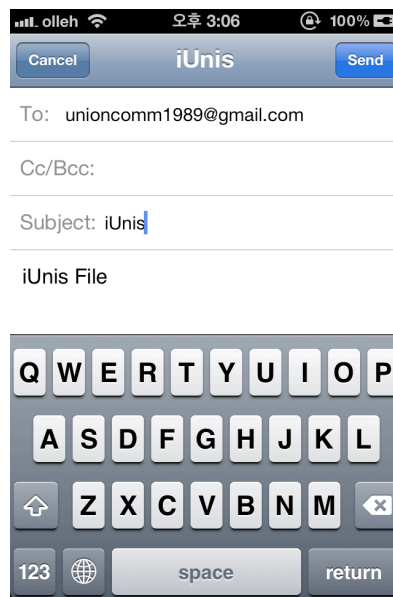 olleh 오후 3:06 100%
Cancel iUnis Send
To: unioncomm1989@gmail.com
Cc/Bcc:
Subject: iUnis
iUnis File
Q W E R T Y U I O P
A S D F G H J K L
Z X C V B N M
123 space return